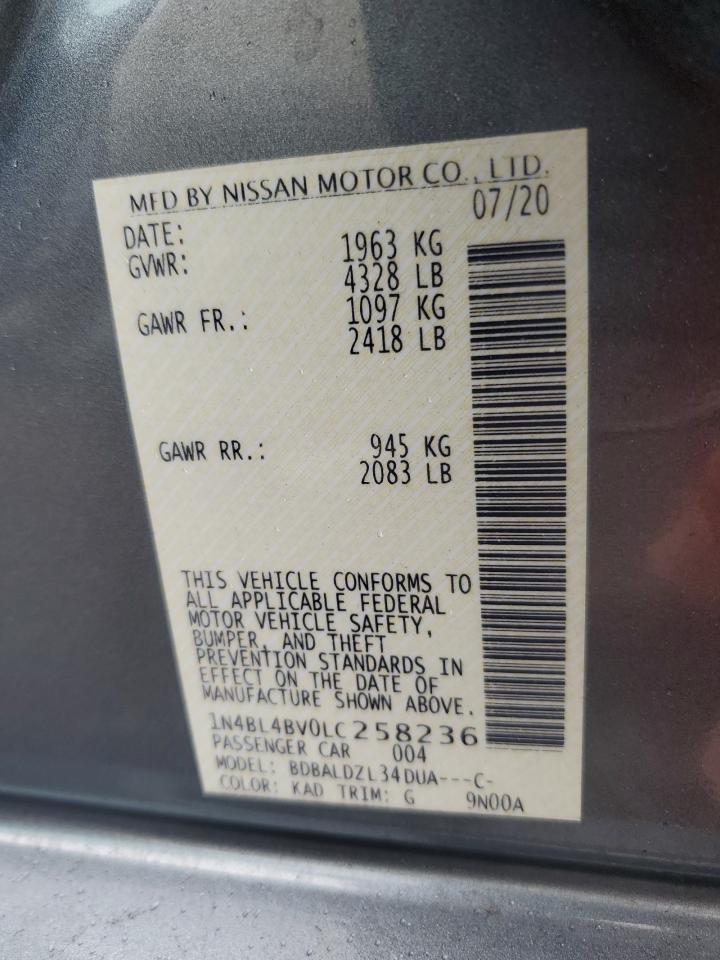 MFD BY NISSAN MOTOR CO., LTD.
DATE: 07/20
GVWR: 1963 KG
4328 LB
GAWR FR.: 1097 KG
2418 LB
GAWR RR.: 945 KG
2083 LB
THIS VEHICLE CONFORMS TO
ALL APPLICABLE FEDERAL
MOTOR VEHICLE SAFETY,
BUMPER, AND THEFT
PREVENTION STANDARDS IN
EFFECT ON THE DATE OF
MANUFACTURE SHOWN ABOVE.
1N4BL4BV0LC258236
PASSENGER CAR 004
MODEL: BDBALDZL34DUA---C-
COLOR: KAD TRIM: G 9N00A